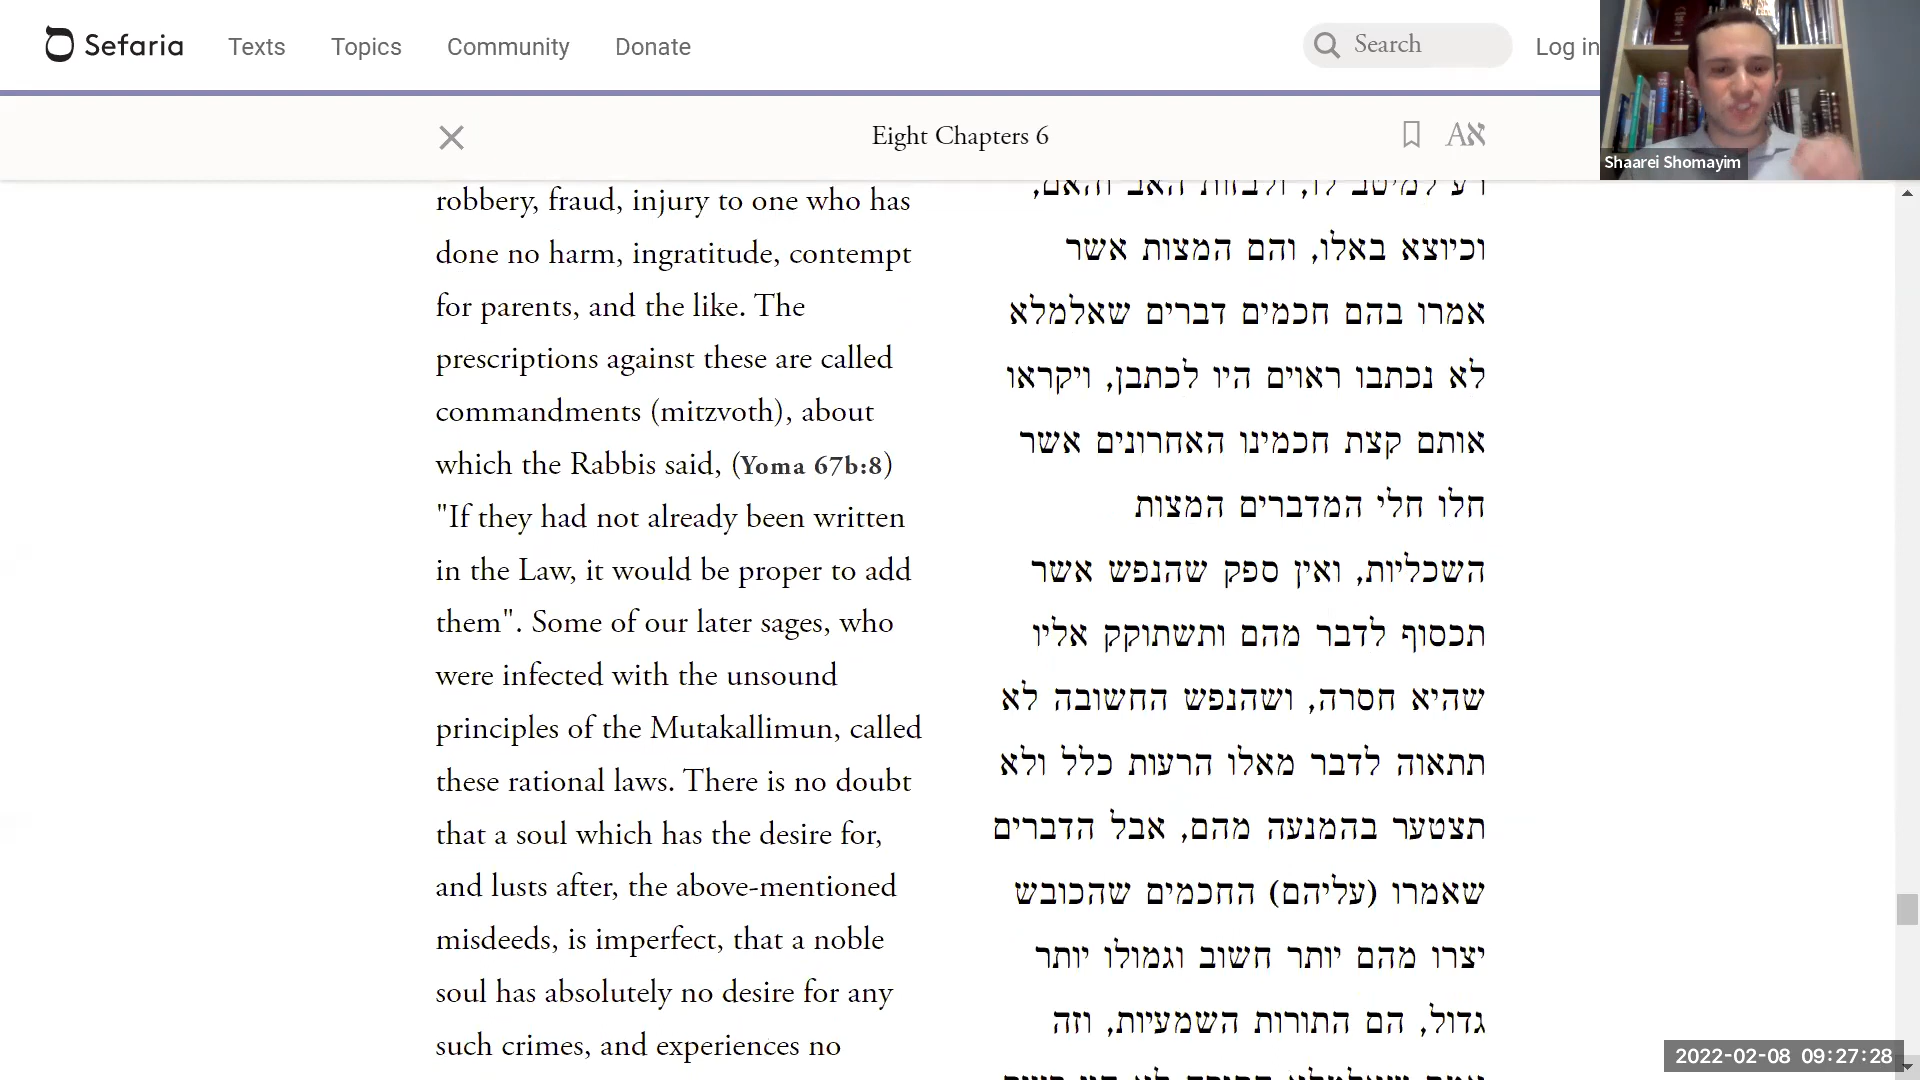 Sefaria
Texts
Topics
Community
Donate
Search
Log in
Shaarei Shomayim
Eight Chapters 6
Aא
robbery, fraud, injury to one who has
done no harm, ingratitude, contempt
for parents, and the like. The
prescriptions against these are called
commandments (mitzvoth), about
which the Rabbis said, (Yoma 67b:8)
"If they had not already been written
in the Law, it would be proper to add
them". Some of our later sages, who
were infected with the unsound
principles of the Mutakallimun, called
these rational laws. There is no doubt
that a soul which has the desire for,
and lusts after, the above-mentioned
misdeeds, is imperfect, that a noble
soul has absolutely no desire for any
such crimes, and experiences no
רע למיטב לו, ולבזות האב והאם,
וכיוצא באלו, והם המצות אשר
אמרו בהם חכמים דברים שאלמלא
לא נכתבו ראוים היו לכתבן, ויקראו
אותם קצת חכמינו האחרונים אשר
חלו חלי המדברים המצות
השכליות, ואין ספק שהנפש אשר
תכסוף לדבר מהם ותשתוקק אליו
שהיא חסרה, ושהנפש החשובה לא
תתאוה לדבר מאלו הרעות כלל ולא
תצטער בהמנעה מהם, אבל הדברים
שאמרו (עליהם) החכמים שהכובש
יצרו מהם יותר חשוב וגמולו יותר
גדול, הם התורות השמעיות, וזה
2022-02-08 09:27:28